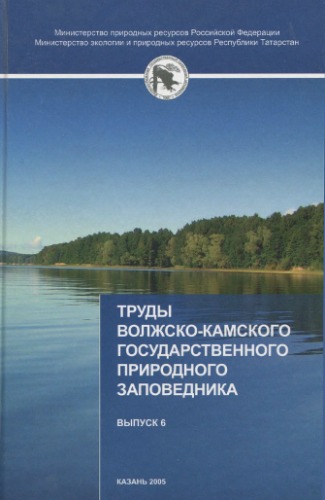 Министерство природных ресурсов Российской Федерации
Министерство экологии и природных ресурсов Республики Татарстан
ТРУДЫ
ВОЛЖСКО-КАМСКОГО
ГОСУДАРСТВЕННОГО
ПРИРОДНОГО
ЗАПОВЕДНИКА
ВЫПУСК 6
КАЗАНЬ 2005